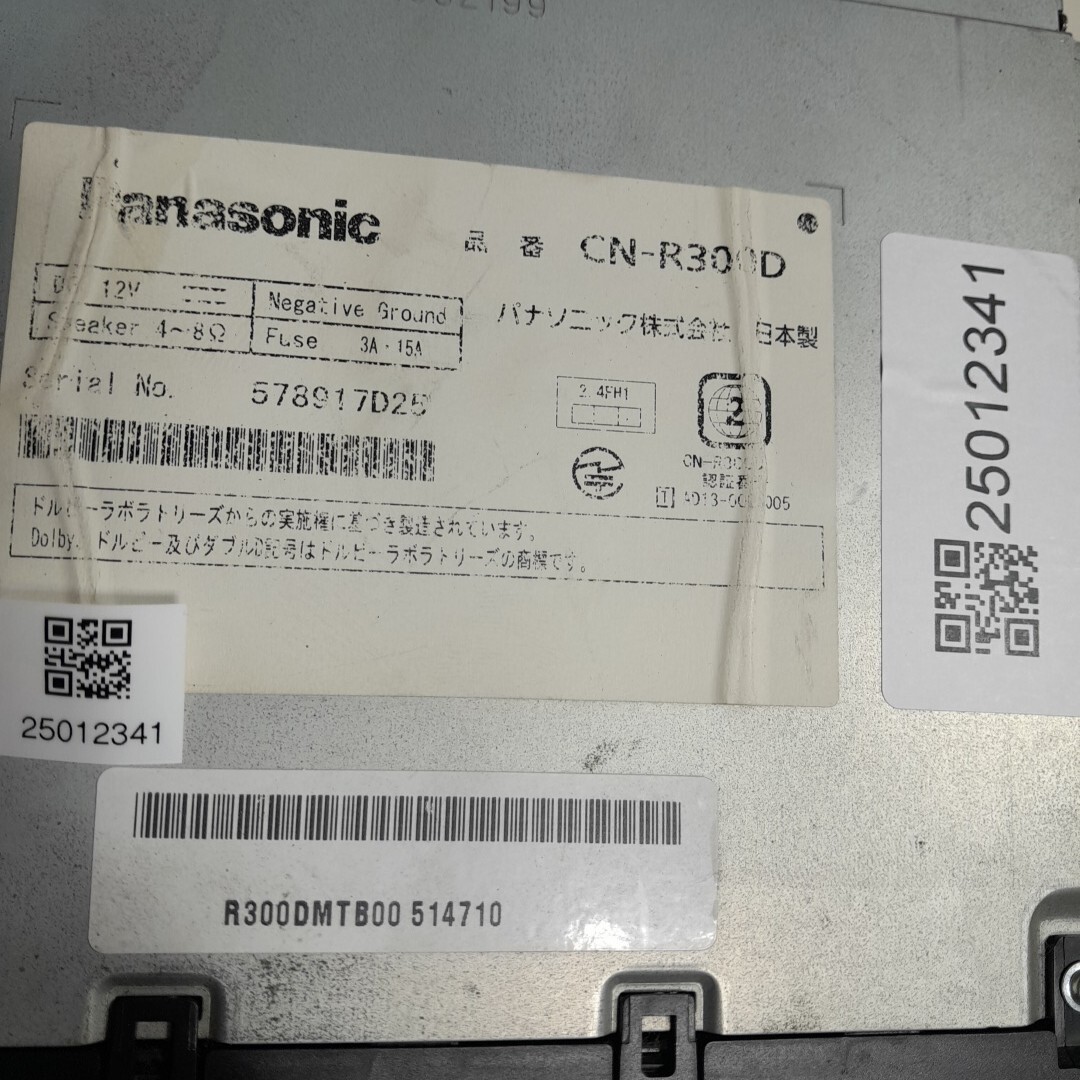 Panasonic
品 番 CN-R300D
DC 12V
Negative Ground
Speaker 4~8Ω
Fuse 3A・15A
パナソニック株式会社 日本製
Serial No. 578917D25
2.4FH1
2
CN-R300D
認証番号
ドルビーラボラトリーズからの実施権に基づき製造されています。
Dolby、ドルビー及びダブルD記号はドルビーラボラトリーズの商標です。
25012341
25012341
R300DMTB00 514710